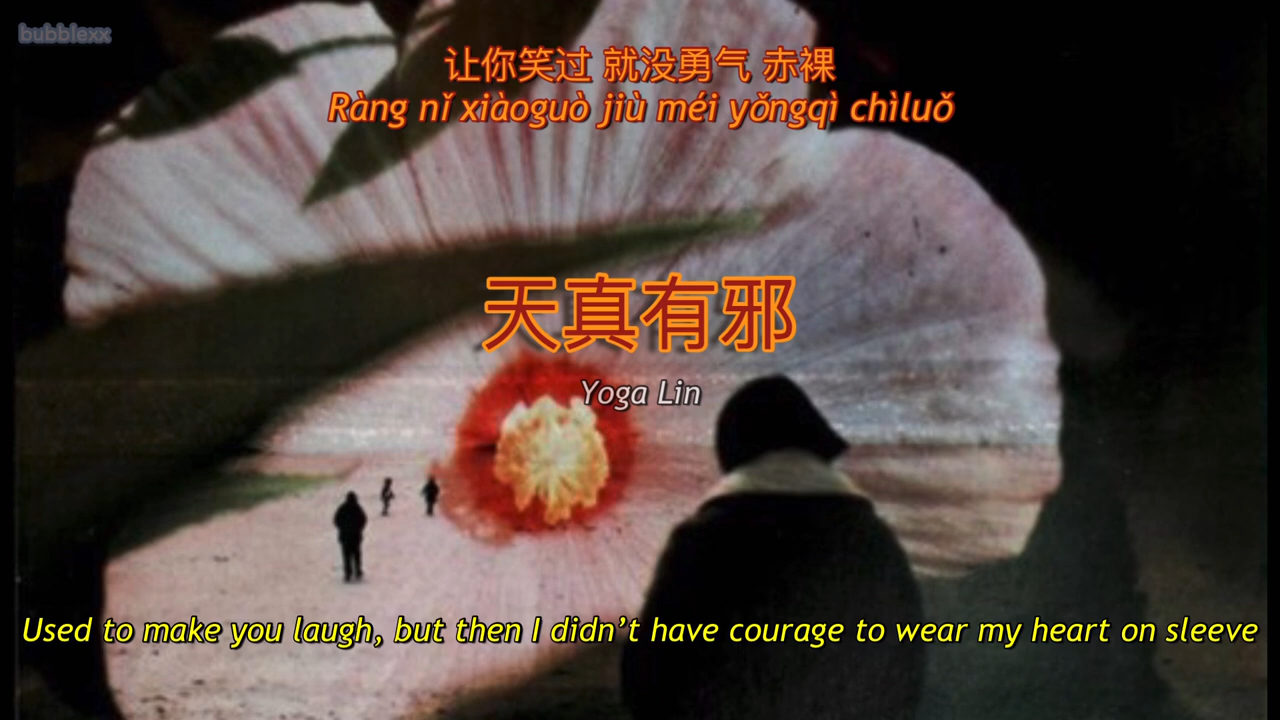 bubblexx
让你笑过 就没勇气 赤裸
Ràng nǐ xiàoguò jiù méi yǒngqì chìluǒ
天真有邪
Yoga Lin
Used to make you laugh, but then I didn’t have courage to wear my heart on sleeve